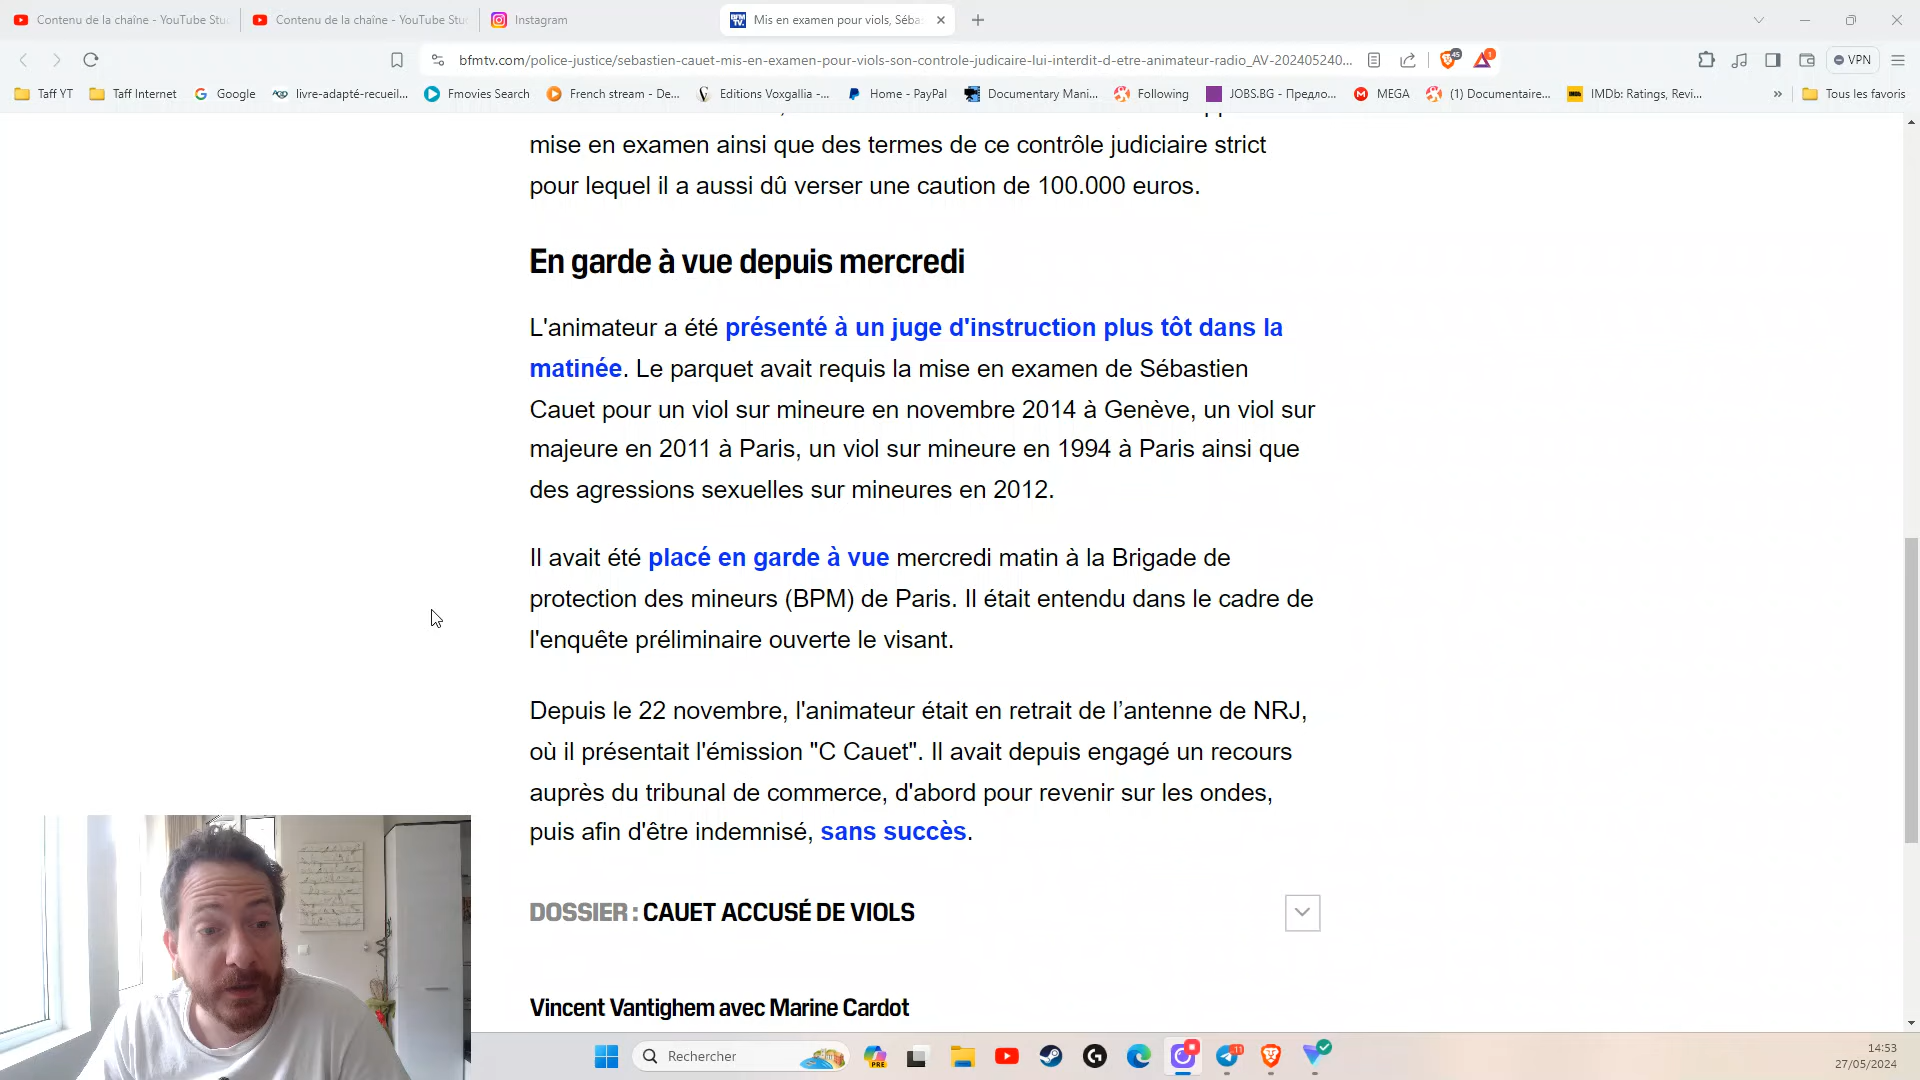 Contenu de la chaîne - YouTube Stu
Contenu de la chaîne - YouTube Stu
Instagram
BFM TV. Mis en examen pour viols, Séba
bfmtv.com/police-justice/sebastien-cauet-mis-en-examen-pour-viols-son-controle-judicaire-lui-interdit-d-etre-animateur-radio_AV-202405240...
45
1
VPN
Taff YT
Taff Internet
Google
livre-adapté-recueil...
Fmovies Search
French stream - De...
Editions Voxgallia -...
Home - PayPal
Documentary Mani...
Following
JOBS.BG - Предло...
MEGA
(1) Documentaire...
IMDb: Ratings, Revi...
»
Tous les favoris
mise en examen ainsi que des termes de ce contrôle judiciaire strict
pour lequel il a aussi dû verser une caution de 100.000 euros.
En garde à vue depuis mercredi
L'animateur a été présenté à un juge d'instruction plus tôt dans la
matinée. Le parquet avait requis la mise en examen de Sébastien
Cauet pour un viol sur mineure en novembre 2014 à Genève, un viol sur
majeure en 2011 à Paris, un viol sur mineure en 1994 à Paris ainsi que
des agressions sexuelles sur mineures en 2012.
Il avait été placé en garde à vue mercredi matin à la Brigade de
protection des mineurs (BPM) de Paris. Il était entendu dans le cadre de
l'enquête préliminaire ouverte le visant.
Depuis le 22 novembre, l'animateur était en retrait de l’antenne de NRJ,
où il présentait l'émission "C Cauet". Il avait depuis engagé un recours
auprès du tribunal de commerce, d'abord pour revenir sur les ondes,
puis afin d'être indemnisé, sans succès.
DOSSIER : CAUET ACCUSÉ DE VIOLS
Vincent Vantighem avec Marine Cardot
Rechercher
PRE
11
14:53
27/05/2024